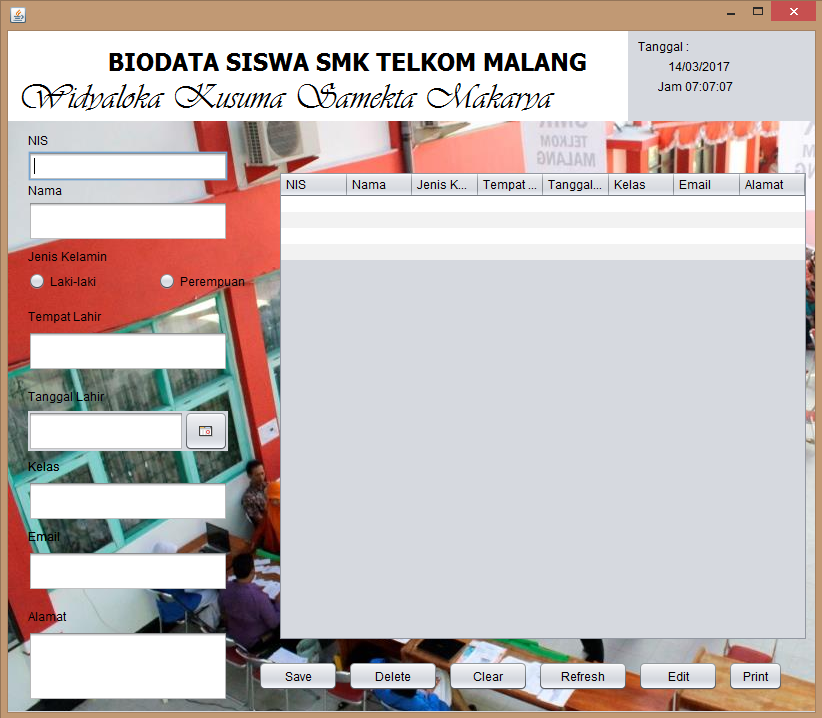 BIODATA SISWA SMK TELKOM MALANG
Widyaloka Kusuma Samekta Makarya
Tanggal :
14/03/2017
Jam 07:07:07
NIS
Nama
Jenis Kelamin
Laki-laki Perempuan
Tempat Lahir
Tanggal Lahir
Kelas
Email
Alamat
SMK
TELKOM
MALANG
NIS Nama Jenis K... Tempat ... Tanggal... Kelas Email Alamat
Save Delete Clear Refresh Edit Print